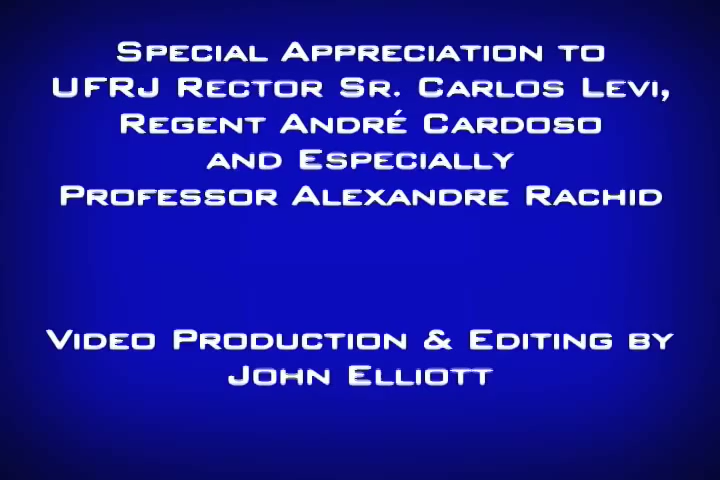 Special Appreciation to
UFRJ Rector Sr. Carlos Levi,
Regent André Cardoso
and Especially
Professor Alexandre Rachid
Video Production & Editing by
John Elliott